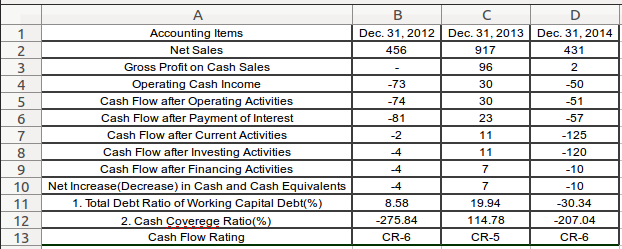 A B C D
1 Accounting Items Dec. 31, 2012 Dec. 31, 2013 Dec. 31, 2014
2 Net Sales 456 917 431
3 Gross Profit on Cash Sales - 96 2
4 Operating Cash Income -73 30 -50
5 Cash Flow after Operating Activities -74 30 -51
6 Cash Flow after Payment of Interest -81 23 -57
7 Cash Flow after Current Activities -2 11 -125
8 Cash Flow after Investing Activities -4 11 -120
9 Cash Flow after Financing Activities -4 7 -10
10 Net Increase(Decrease) in Cash and Cash Equivalents -4 7 -10
11 1. Total Debt Ratio of Working Capital Debt(%) 8.58 19.94 -30.34
12 2. Cash Coverege Ratio(%) -275.84 114.78 -207.04
13 Cash Flow Rating CR-6 CR-5 CR-6